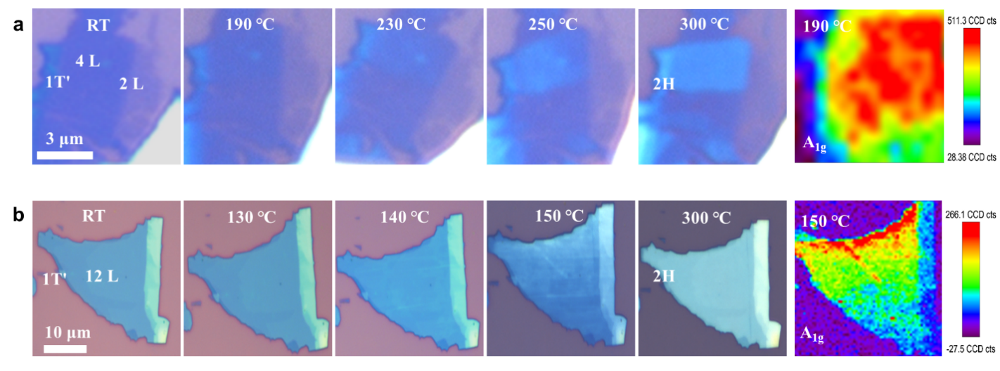 a
RT
4 L
1T'
2 L
3 μm
190 ℃
230 ℃
250 ℃
300 ℃
2H
190 ℃
A1g
511.3 CCD cts
28.38 CCD cts
b
RT
1T'
12 L
10 μm
130 ℃
140 ℃
150 ℃
300 ℃
2H
150 ℃
A1g
266.1 CCD cts
-27.5 CCD cts